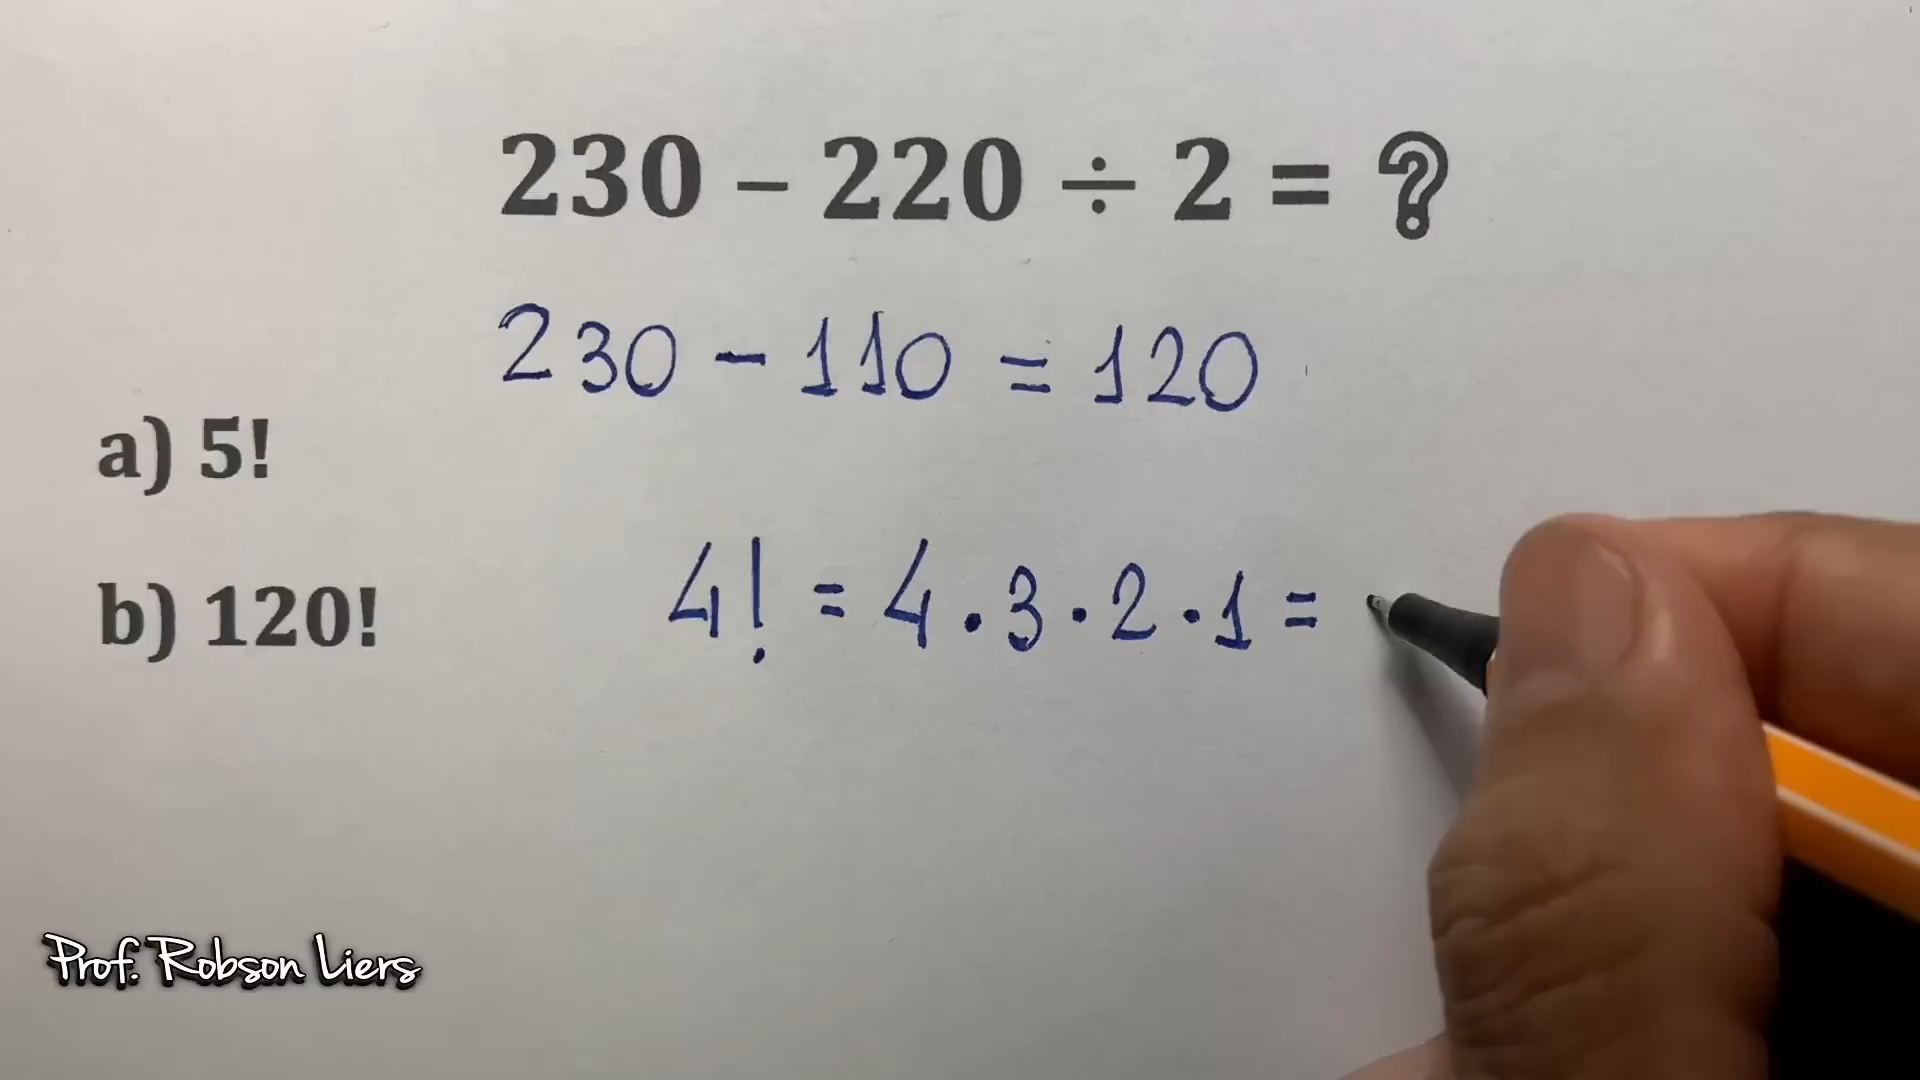 230 – 220 ÷ 2 = ?
230 - 110 = 120
a) 5!
b) 120!
4! = 4 . 3 . 2 . 1 =
Prof. Robson Liers